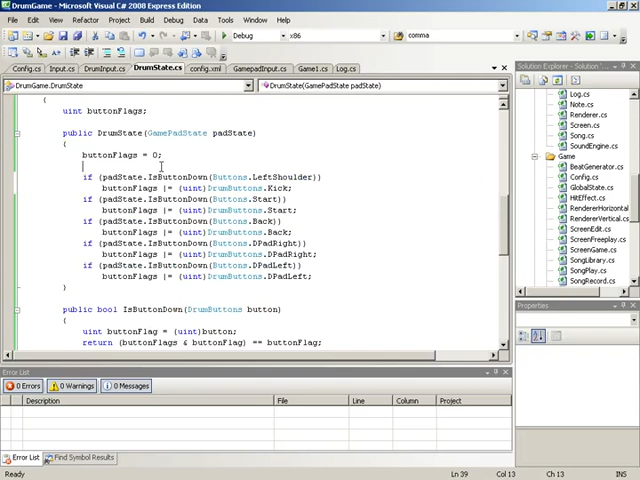 DrumGame - Microsoft Visual C# 2008 Express Edition
File Edit View Refactor Project Build Debug Data Tools Window Help
Debug x86 comma
Config.cs Input.cs DrumInput.cs DrumState.cs config.xml GamepadInput.cs Game1.cs Log.cs
DrumGame.DrumState DrumState(GamePadState padState)
{
uint buttonFlags;
public DrumState(GamePadState padState)
{
buttonFlags = 0;
if (padState.IsButtonDown(Buttons.LeftShoulder))
buttonFlags |= (uint)DrumButtons.Kick;
if (padState.IsButtonDown(Buttons.Start))
buttonFlags |= (uint)DrumButtons.Start;
if (padState.IsButtonDown(Buttons.Back))
buttonFlags |= (uint)DrumButtons.Back;
if (padState.IsButtonDown(Buttons.DPadRight))
buttonFlags |= (uint)DrumButtons.DPadRight;
if (padState.IsButtonDown(Buttons.DPadLeft))
buttonFlags |= (uint)DrumButtons.DPadLeft;
}
public bool IsButtonDown(DrumButtons button)
{
uint buttonFlag = (uint)button;
return (buttonFlags & buttonFlag) == buttonFlag;
Solution Explorer - Solution '...
Log.cs
Note.cs
Renderer.cs
Screen.cs
Song.cs
SoundEngine.cs
Game
BeatGenerator.cs
Config.cs
GlobalState.cs
HitEffect.cs
RendererHorizontal
RendererVertical.cs
ScreenEdit.cs
ScreenFreeplay.cs
ScreenGame.cs
SongLibrary.cs
SongPlay.cs
SongRecord.cs
Properties
Error List
0 Errors 0 Warnings 0 Messages
Description File Line Column Project
Error List Find Symbol Results
Ready Ln 39 Col 13 Ch 13 INS